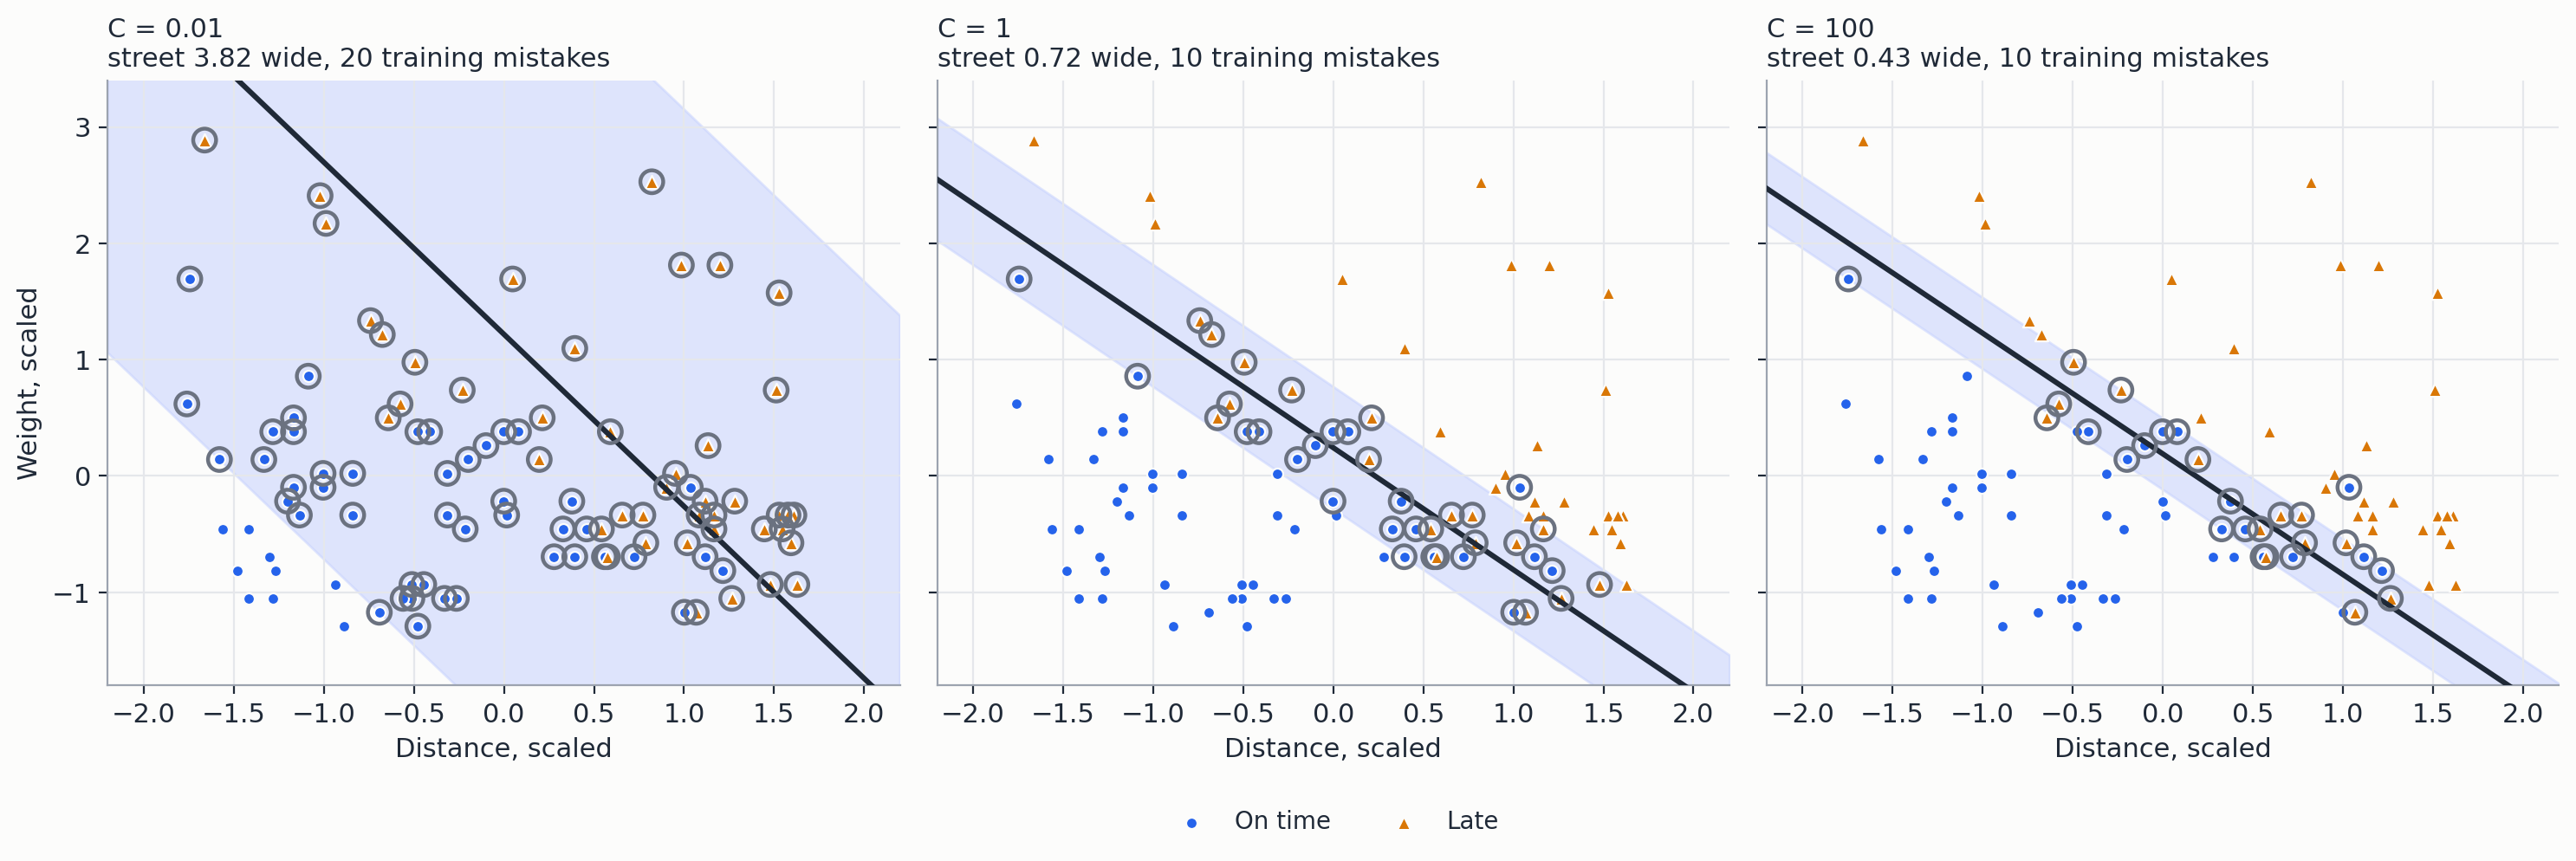 C = 0.01
street 3.82 wide, 20 training mistakes
C = 1
street 0.72 wide, 10 training mistakes
C = 100
street 0.43 wide, 10 training mistakes
Weight, scaled
3
2
1
0
−1
−2.0 −1.5 −1.0 −0.5 0.0 0.5 1.0 1.5 2.0
−2.0 −1.5 −1.0 −0.5 0.0 0.5 1.0 1.5 2.0
−2.0 −1.5 −1.0 −0.5 0.0 0.5 1.0 1.5 2.0
Distance, scaled
Distance, scaled
Distance, scaled
On time
Late